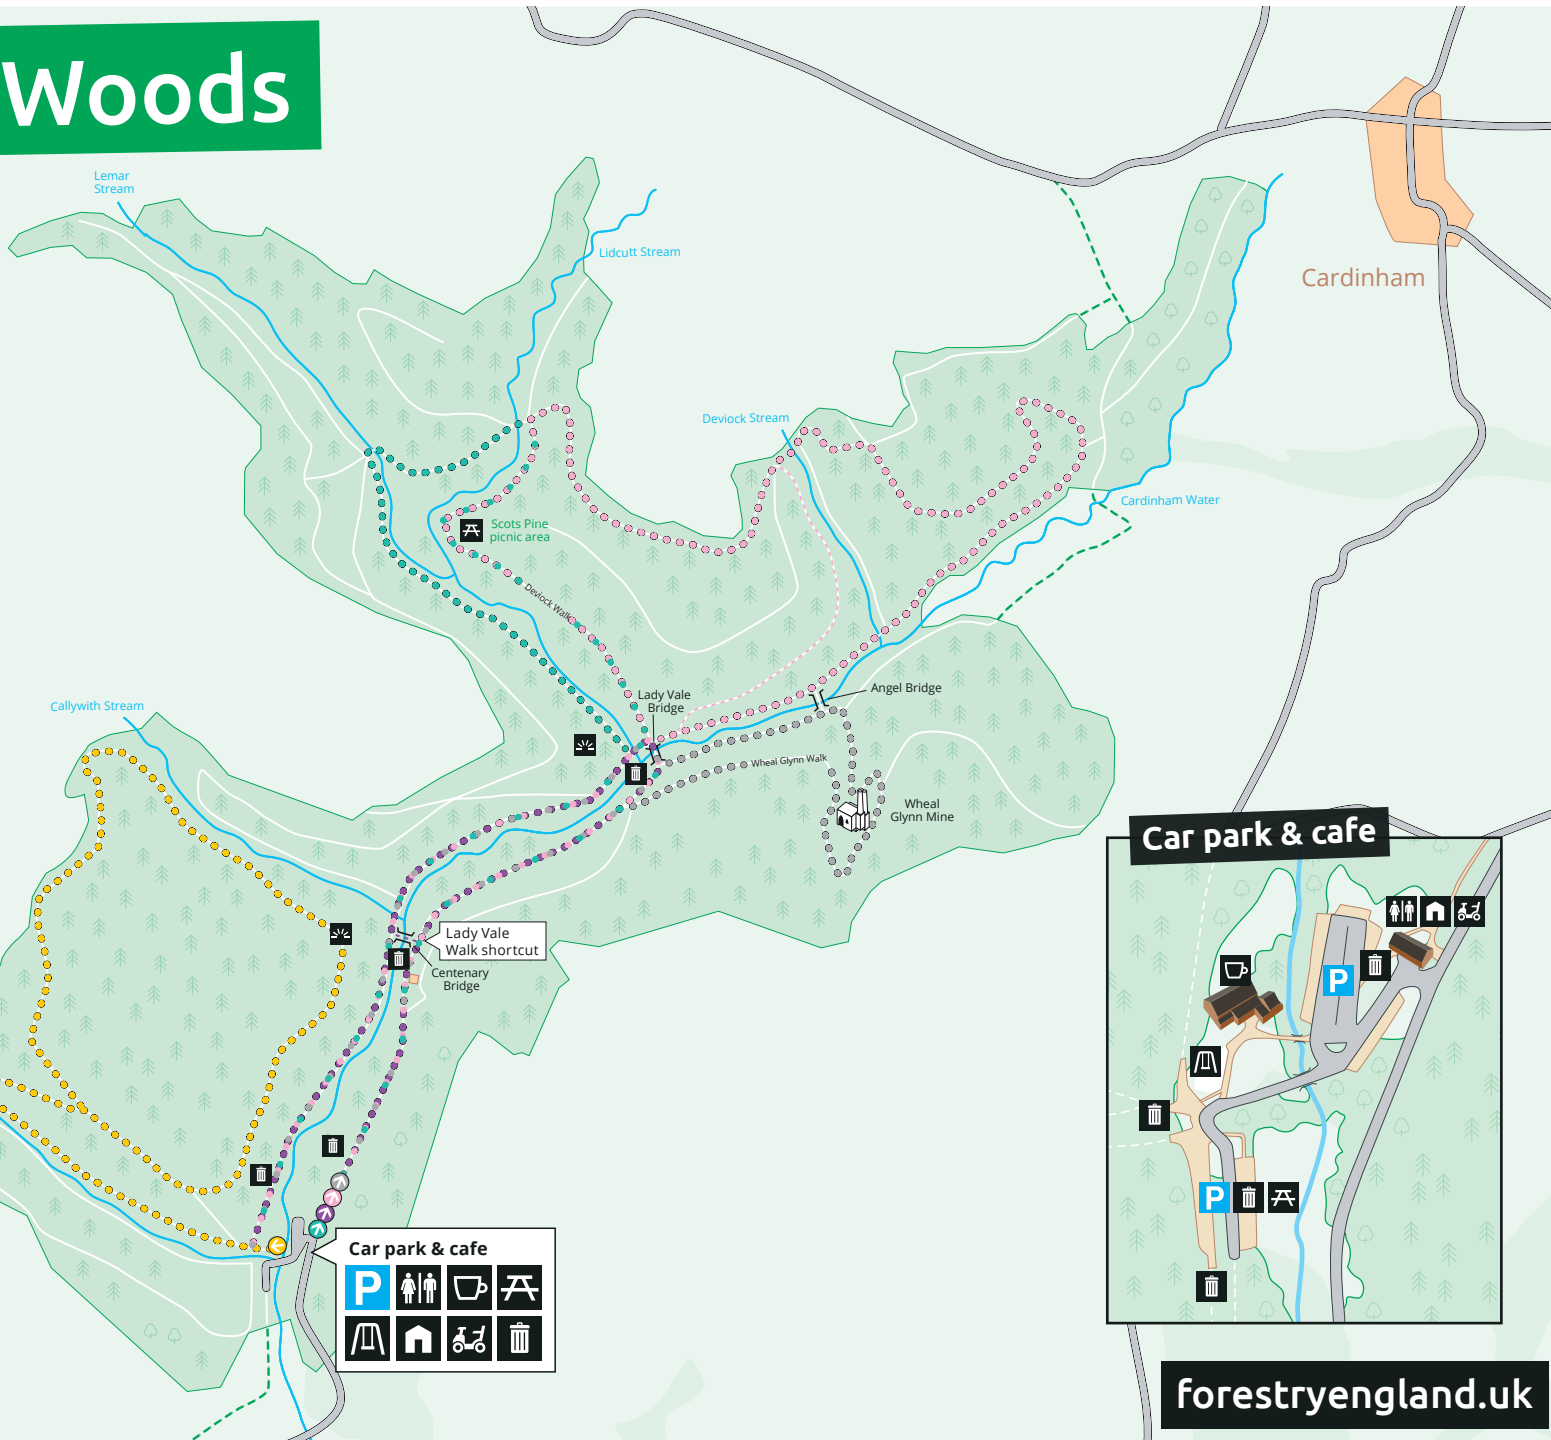 Woods
Lemar
Stream
Lidcutt Stream
Cardinham
Deviock Stream
Cardinham Water
Scots Pine
picnic area
Deviock Walk
Lady Vale
Bridge
Angel Bridge
Callywith Stream
Wheal Glynn Walk
Wheal
Glynn Mine
Lady Vale
Walk shortcut
Centenary
Bridge
Car park & cafe
P
Car park & cafe
P
P
forestryengland.uk